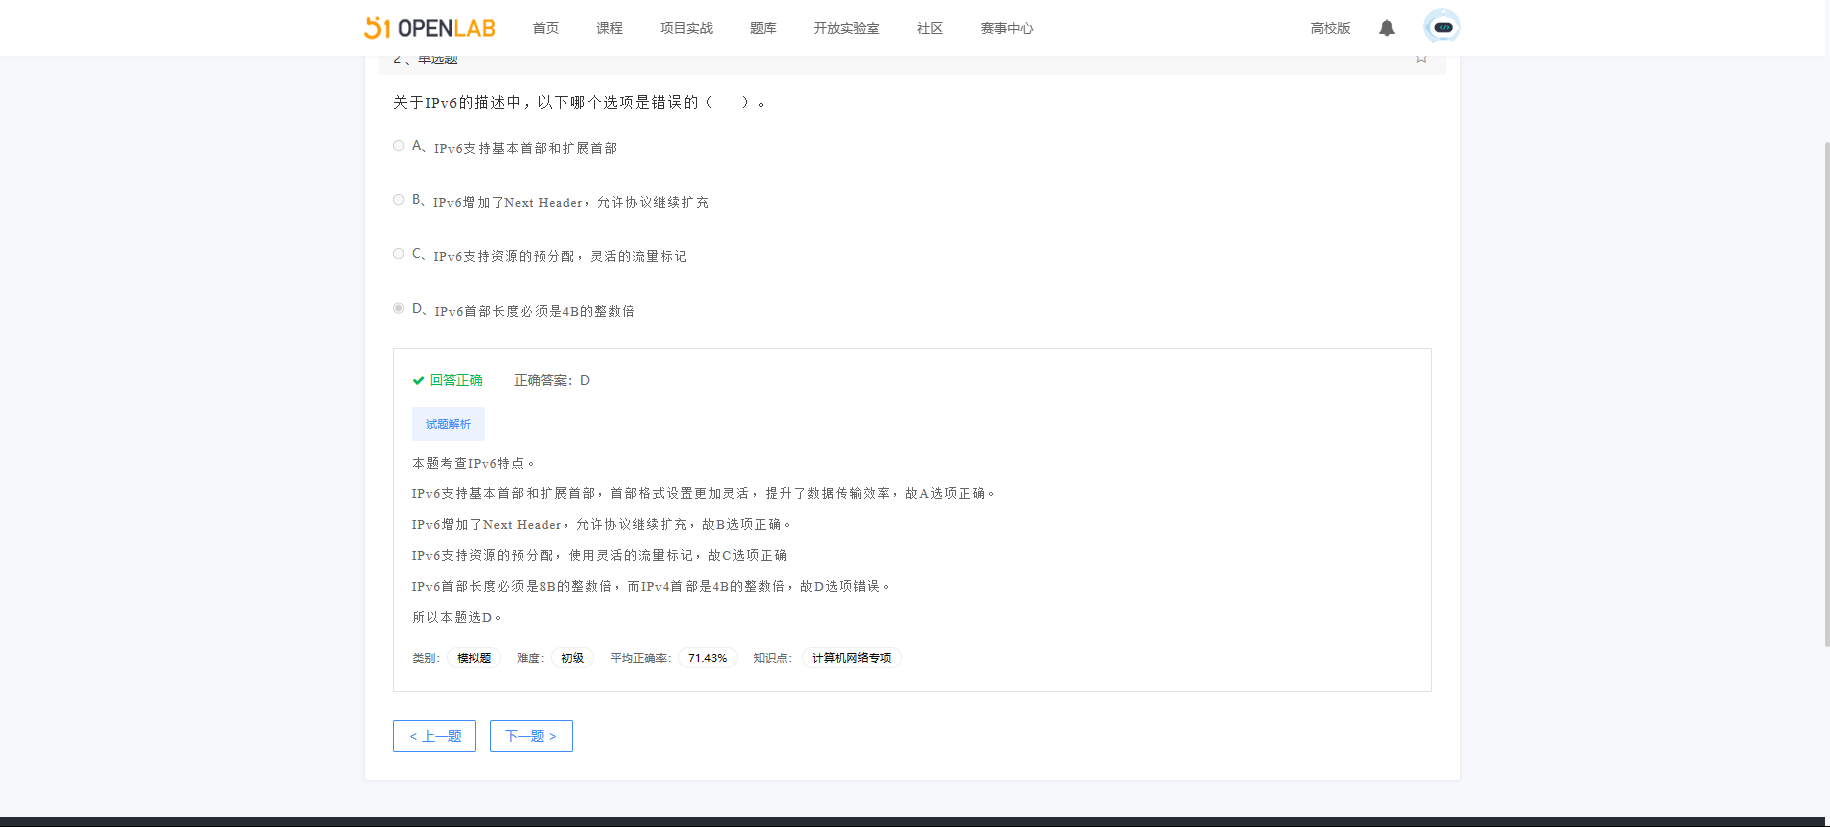 51 OPENLAB 首页 课程 项目实战 题库 开放实验室 社区 赛事中心 高校版
2、单选题
关于IPv6的描述中，以下哪个选项是错误的（　）。
A、IPv6支持基本首部和扩展首部
B、IPv6增加了Next Header，允许协议继续扩充
C、IPv6支持资源的预分配，灵活的流量标记
D、IPv6首部长度必须是4B的整数倍
回答正确 正确答案：D
试题解析
本题考查IPv6特点。
IPv6支持基本首部和扩展首部，首部格式设置更加灵活，提升了数据传输效率，故A选项正确。
IPv6增加了Next Header，允许协议继续扩充，故B选项正确。
IPv6支持资源的预分配，使用灵活的流量标记，故C选项正确
IPv6首部长度必须是8B的整数倍，而IPv4首部是4B的整数倍，故D选项错误。
所以本题选D。
类别： 模拟题 难度： 初级 平均正确率： 71.43% 知识点： 计算机网络专项
< 上一题 下一题 >